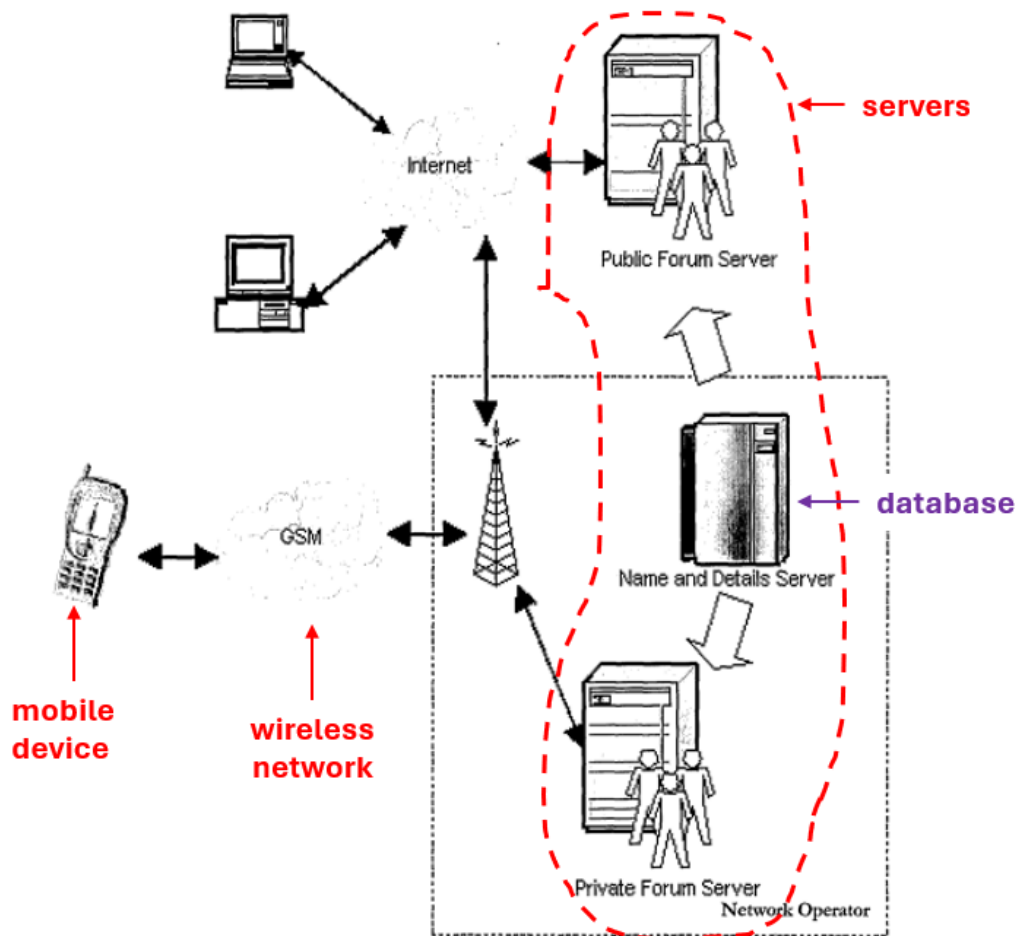 servers
Internet
Public Forum Server
database
GSM
Name and Details Server
mobile
device
wireless
network
Private Forum Server
Network Operator